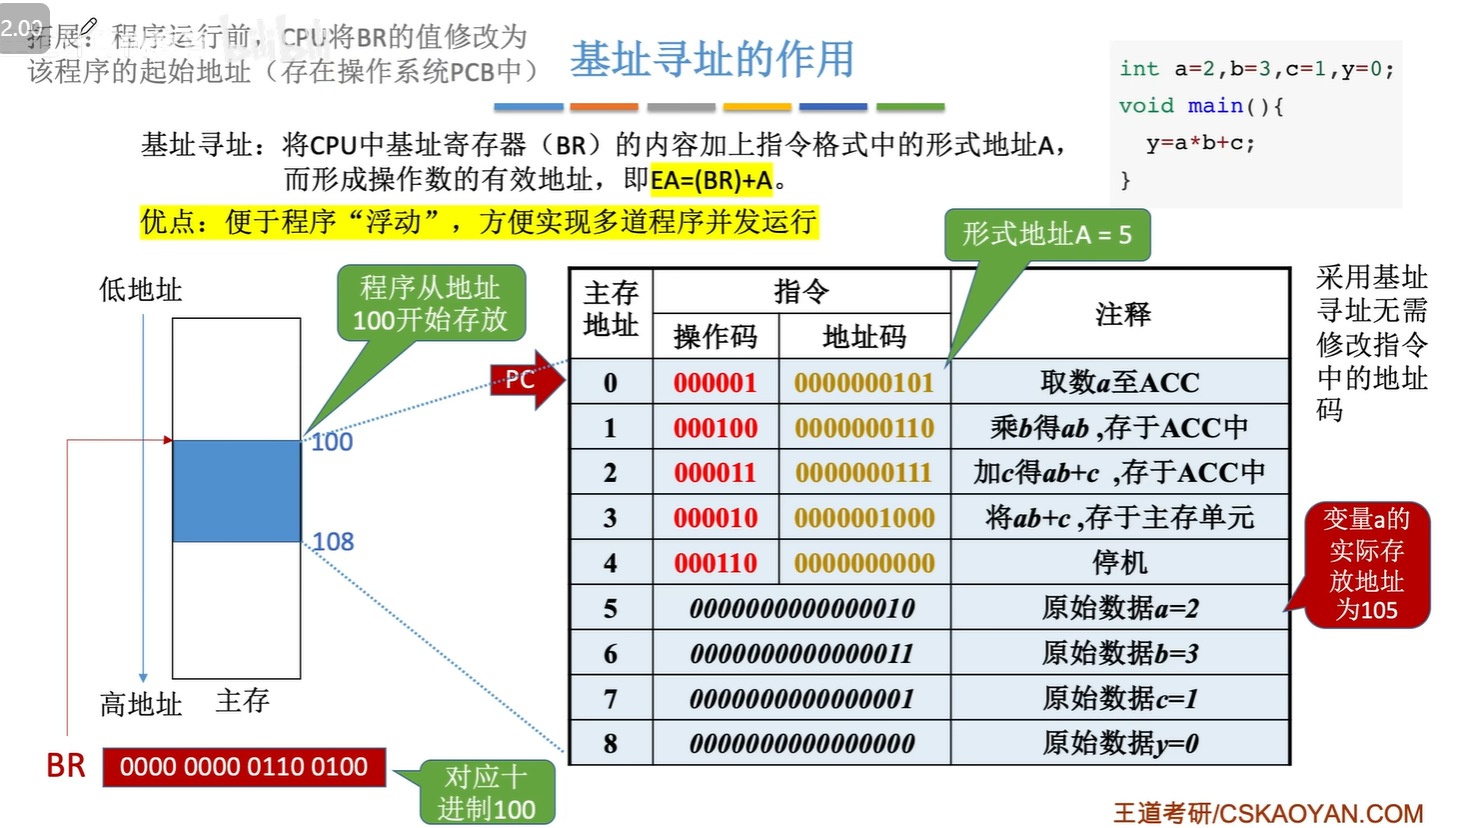 2.00
拓展：程序运行前，CPU将BR的值修改为
该程序的起始地址（存在操作系统PCB中）
基址寻址的作用
int a=2,b=3,c=1,y=0;
void main(){
y=a*b+c;
}
基址寻址：将CPU中基址寄存器（BR）的内容加上指令格式中的形式地址A，
而形成操作数的有效地址，即EA=(BR)+A。
优点：便于程序“浮动”，方便实现多道程序并发运行
形式地址A = 5
低地址
程序从地址
100开始存放
100
108
高地址
主存
BR
0000 0000 0110 0100
对应十
进制100
PC
主存
地址
指令
注释
操作码 地址码
0 000001 0000000101 取数a至ACC
1 000100 0000000110 乘b得ab ,存于ACC中
2 000011 0000000111 加c得ab+c ,存于ACC中
3 000010 0000001000 将ab+c ,存于主存单元
4 000110 0000000000 停机
5 0000000000000010 原始数据a=2
6 0000000000000011 原始数据b=3
7 0000000000000001 原始数据c=1
8 0000000000000000 原始数据y=0
采用基址
寻址无需
修改指令
中的地址
码
变量a的
实际存
放地址
为105
王道考研/CSKAOYAN.COM